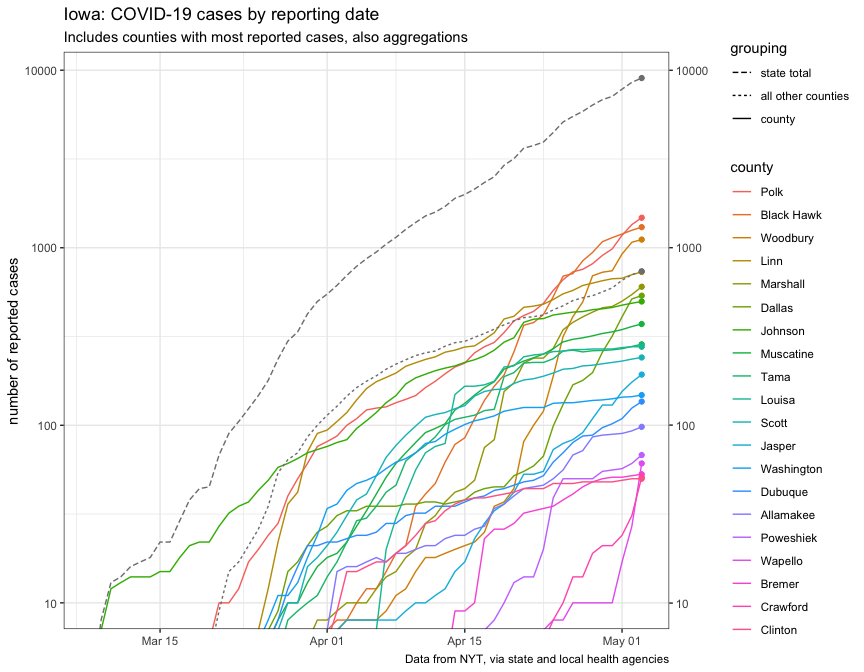 Iowa: COVID-19 cases by reporting date
Includes counties with most reported cases, also aggregations
number of reported cases
10000
1000
100
10
10000
1000
100
10
Mar 15
Apr 01
Apr 15
May 01
Data from NYT, via state and local health agencies
grouping
state total
all other counties
county
county
Polk
Black Hawk
Woodbury
Linn
Marshall
Dallas
Johnson
Muscatine
Tama
Louisa
Scott
Jasper
Washington
Dubuque
Allamakee
Poweshiek
Wapello
Bremer
Crawford
Clinton